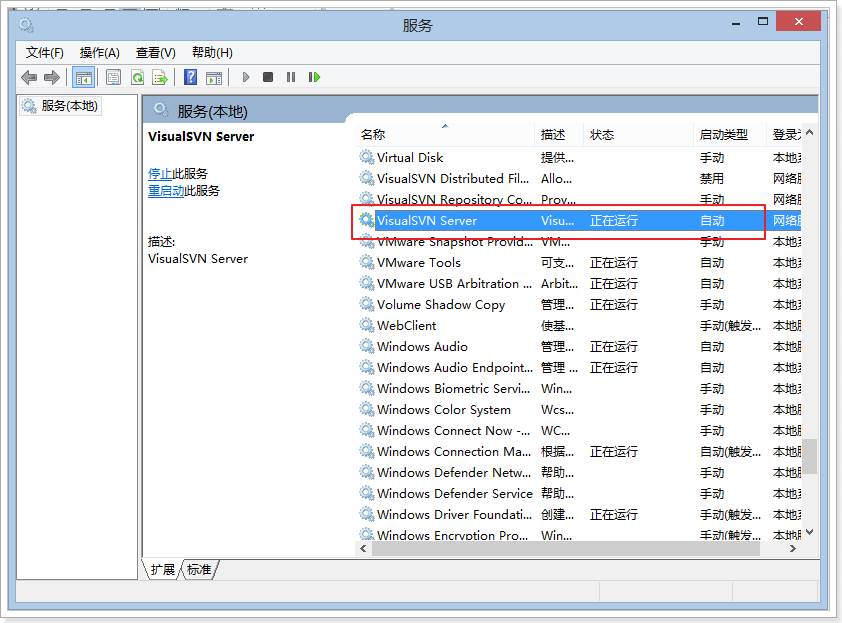 服务
文件(F) 操作(A) 查看(V) 帮助(H)
服务(本地)
服务(本地)
VisualSVN Server
停止此服务
重启动此服务
描述:
VisualSVN Server
名称 描述 状态 启动类型 登录为
Virtual Disk 提供... 手动 本地系
VisualSVN Distributed Fil... Allo... 禁用 网络服
VisualSVN Repository Co... Prov... 手动 网络服
VisualSVN Server Visu... 正在运行 自动 网络服
VMware Snapshot Provid... VM... 手动 本地系
VMware Tools 可支... 正在运行 自动 本地系
VMware USB Arbitration ... Arbit... 正在运行 自动 本地系
Volume Shadow Copy 管理... 正在运行 手动 本地系
WebClient 使基... 手动(触发... 本地服
Windows Audio 管理... 正在运行 自动 本地服
Windows Audio Endpoint... 管理 ... 正在运行 自动 本地系
Windows Biometric Servi... Win... 手动 本地系
Windows Color System Wcs... 手动 本地服
Windows Connect Now -... WC... 手动 本地服
Windows Connection Ma... 根据... 正在运行 自动(触发... 本地服
Windows Defender Netw... 帮助... 手动 本地服
Windows Defender Service 帮助... 手动 本地系
Windows Driver Foundati... 创建... 正在运行 手动(触发... 本地系
Windows Encryption Pro... Win... 手动(触发... 本地服
扩展 标准